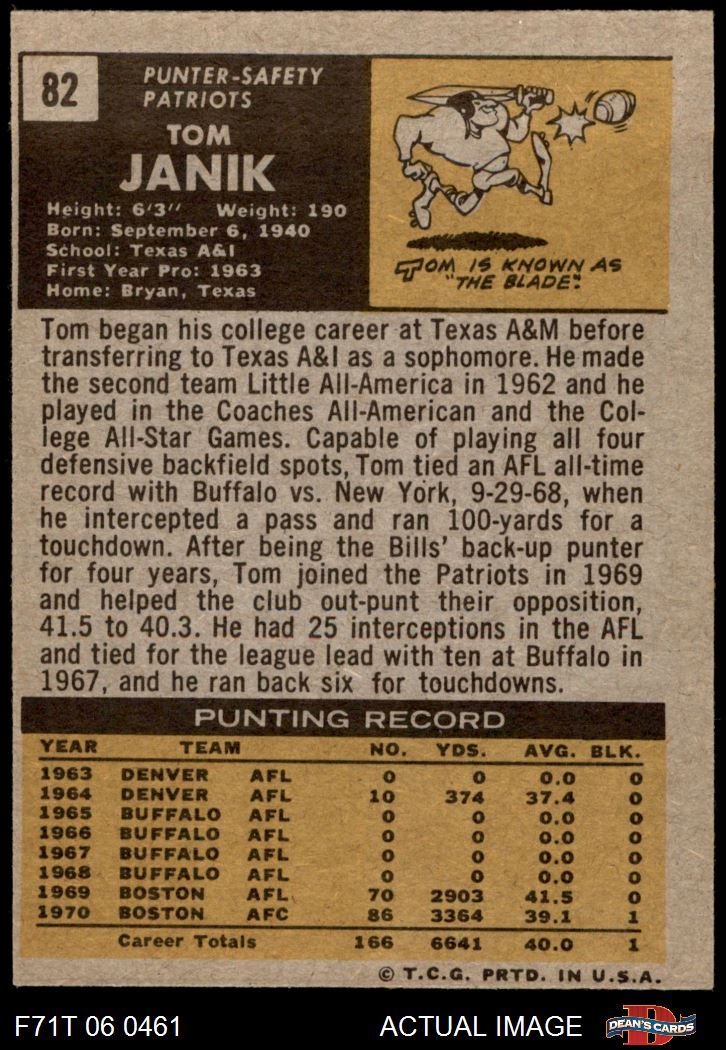 82
PUNTER-SAFETY
PATRIOTS
TOM
JANIK
Height: 6'3" Weight: 190
Born: September 6, 1940
School: Texas A&I
First Year Pro: 1963
Home: Bryan, Texas
TOM IS KNOWN AS
"THE BLADE".
Tom began his college career at Texas A&M before
transferring to Texas A&I as a sophomore. He made
the second team Little All-America in 1962 and he
played in the Coaches All-American and the Col-
lege All-Star Games. Capable of playing all four
defensive backfield spots, Tom tied an AFL all-time
record with Buffalo vs. New York, 9-29-68, when
he intercepted a pass and ran 100-yards for a
touchdown. After being the Bills' back-up punter
for four years, Tom joined the Patriots in 1969
and helped the club out-punt their opposition,
41.5 to 40.3. He had 25 interceptions in the AFL
and tied for the league lead with ten at Buffalo in
1967, and he ran back six for touchdowns.
PUNTING RECORD
YEAR TEAM NO. YDS. AVG. BLK.
1963 DENVER AFL 0 0 0.0 0
1964 DENVER AFL 10 374 37.4 0
1965 BUFFALO AFL 0 0 0.0 0
1966 BUFFALO AFL 0 0 0.0 0
1967 BUFFALO AFL 0 0 0.0 0
1968 BUFFALO AFL 0 0 0.0 0
1969 BOSTON AFL 70 2903 41.5 0
1970 BOSTON AFC 86 3364 39.1 1
Career Totals 166 6641 40.0 1
© T.C.G. PRTD. IN U.S.A.
F71T 06 0461 ACTUAL IMAGE D DEAN'S CARDS